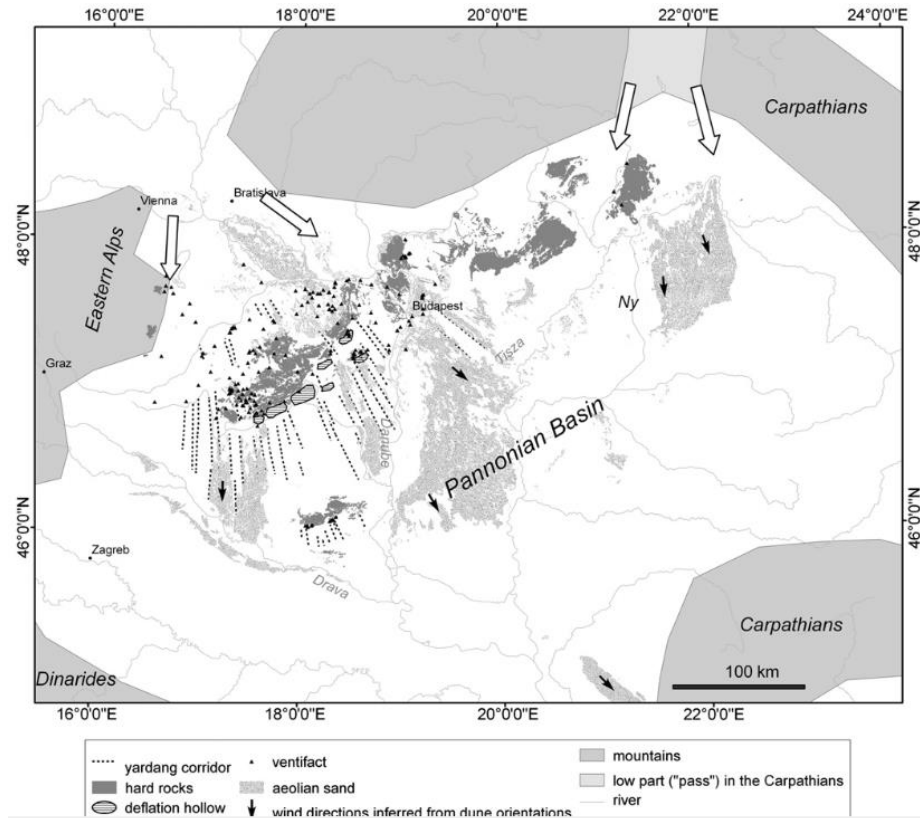 16°0'0"E 18°0'0"E 20°0'0"E 22°0'0"E 24°0'0"E
Carpathians
Vienna
Bratislava
48°0'0"N
48°0'0"N
Eastern Alps
Budapest
Ny
Tisza
Graz
Danube
Pannonian Basin
46°0'0"N
46°0'0"N
Zagreb
Drava
Carpathians
100 km
Dinarides
16°0'0"E 18°0'0"E 20°0'0"E 22°0'0"E
yardang corridor
ventifact
mountains
hard rocks
aeolian sand
low part ("pass") in the Carpathians
deflation hollow
wind directions inferred from dune orientations
river